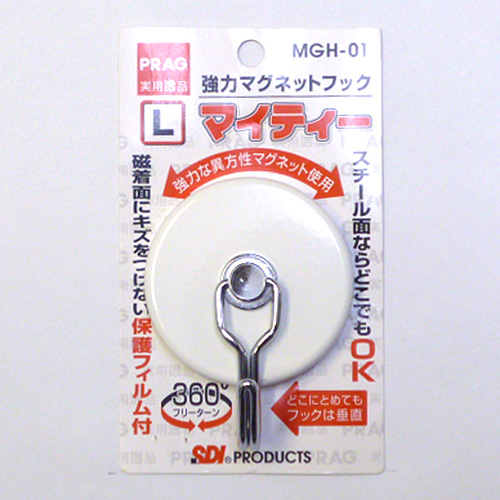 MGH-01
PRAG
実用逸品
強力マグネットフック
L
マイティー
強力な異方性マグネット使用
スチール面ならどこでもOK
磁着面にキズをつけない保護フィルム付
360°
フリーターン
どこにとめても
フックは垂直
SDI® PRODUCTS